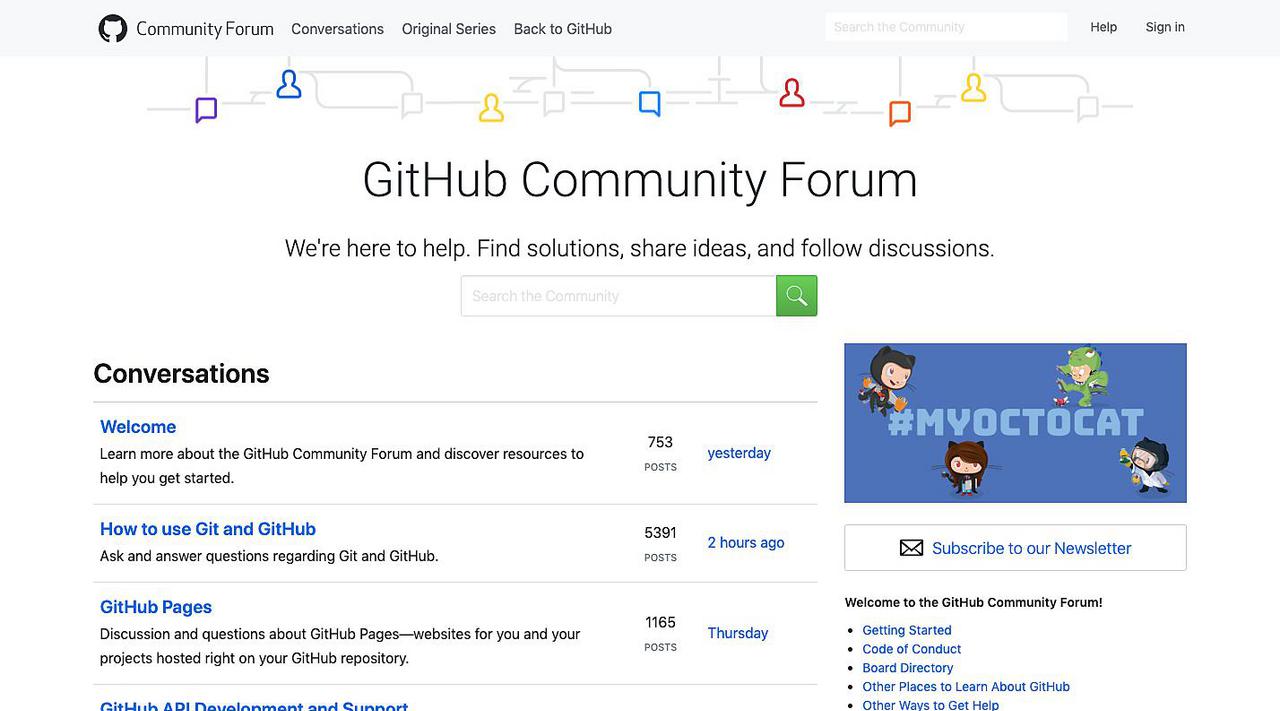 Community Forum Conversations Original Series Back to GitHub Search the Community Help Sign in
GitHub Community Forum
We're here to help. Find solutions, share ideas, and follow discussions.
Search the Community
Conversations
Welcome
Learn more about the GitHub Community Forum and discover resources to
help you get started.
753
POSTS
yesterday
How to use Git and GitHub
Ask and answer questions regarding Git and GitHub.
5391
POSTS
2 hours ago
GitHub Pages
Discussion and questions about GitHub Pages—websites for you and your
projects hosted right on your GitHub repository.
1165
POSTS
Thursday
GitHub API Development and Support
#MYOCTOCAT
Subscribe to our Newsletter
Welcome to the GitHub Community Forum!
Getting Started
Code of Conduct
Board Directory
Other Places to Learn About GitHub
Other Ways to Get Help